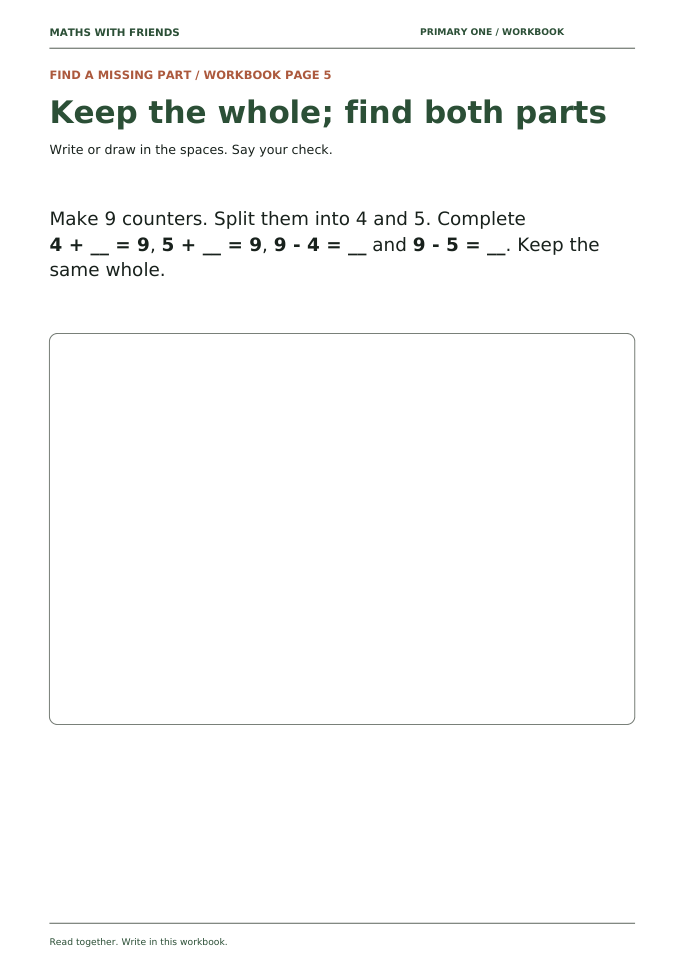 MATHS WITH FRIENDS
PRIMARY ONE / WORKBOOK
FIND A MISSING PART / WORKBOOK PAGE 5
Keep the whole; find both parts
Write or draw in the spaces. Say your check.
Make 9 counters. Split them into 4 and 5. Complete
4 + __ = 9, 5 + __ = 9, 9 - 4 = __ and 9 - 5 = __. Keep the
same whole.
Read together. Write in this workbook.